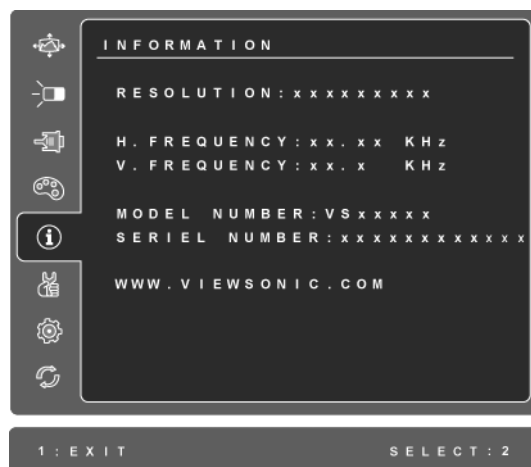 INFORMATION
RESOLUTION:xxxxxxxxx
H. FREQUENCY:xx.xx KHz
V. FREQUENCY:xx.x KHz
MODEL NUMBER:VSxxxxx
SERIEL NUMBER:xxxxxxxxxxxx
WWW.VIEWSONIC.COM
1:EXIT SELECT:2